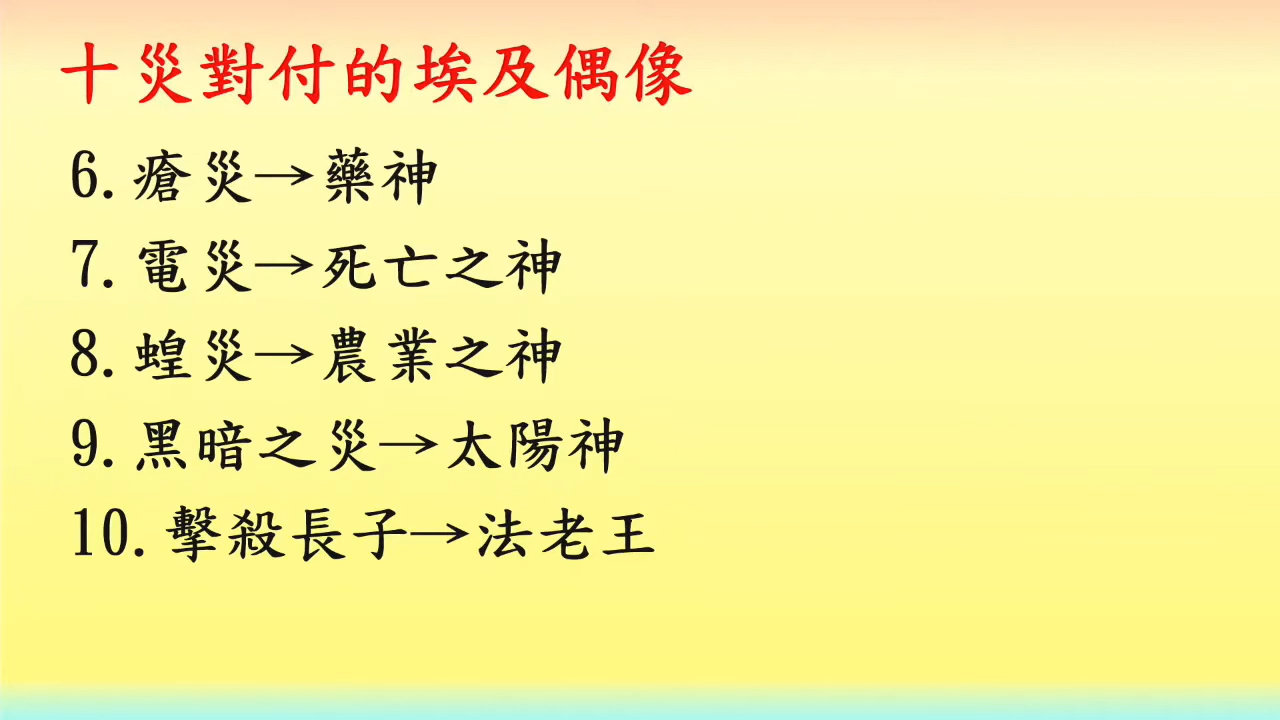 十災對付的埃及偶像
6.瘡災→藥神
7.電災→死亡之神
8.蝗災→農業之神
9.黑暗之災→太陽神
10.擊殺長子→法老王